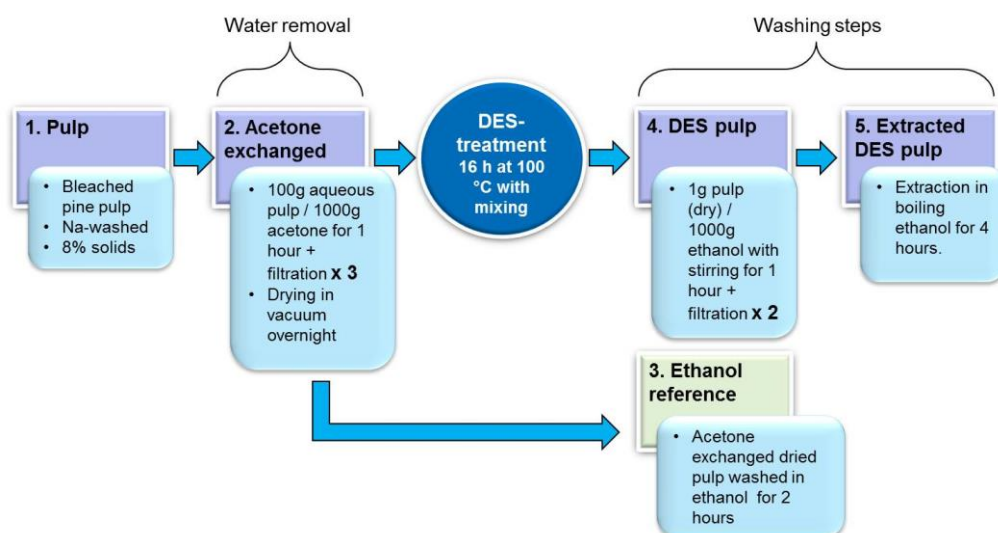 Water removal
Washing steps
1. Pulp
• Bleached
pine pulp
• Na-washed
• 8% solids
2. Acetone
exchanged
• 100g aqueous
pulp / 1000g
acetone for 1
hour +
filtration x 3
• Drying in
vacuum
overnight
DES-
treatment
16 h at 100
°C with
mixing
4. DES pulp
• 1g pulp
(dry) /
1000g
ethanol with
stirring for 1
hour +
filtration x 2
5. Extracted
DES pulp
• Extraction in
boiling
ethanol for 4
hours.
3. Ethanol
reference
• Acetone
exchanged dried
pulp washed in
ethanol for 2
hours